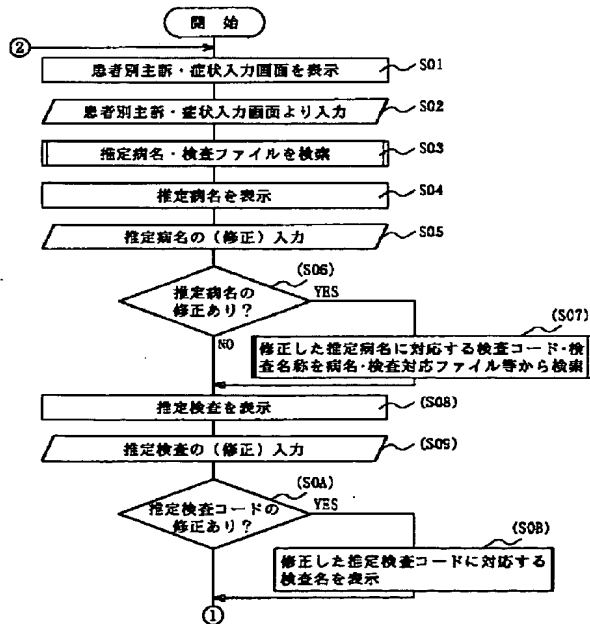 開 始
②
患者別主訴・症状入力画面を表示
S01
患者別主訴・症状入力画面より入力
S02
推定病名・検査ファイルを検索
S03
推定病名を表示
S04
推定病名の（修正）入力
S05
(S06)
推定病名の
修正あり？
YES
NO
(S07)
修正した推定病名に対応する検査コード・検
査名称を病名・検査対応ファイル等から検索
推定検査を表示
(S08)
推定検査の（修正）入力
(S09)
(S0A)
推定検査コードの
修正あり？
YES
(S0B)
修正した推定検査コードに対応する
検査名を表示
①